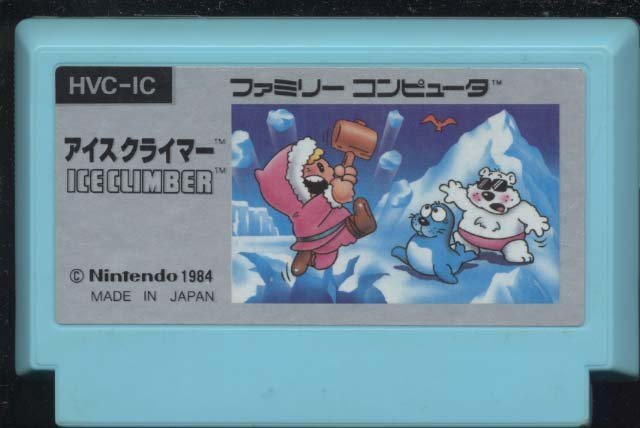 HVC-IC
ファミリー コンピュータ™
アイスクライマー™
ICE CLIMBER™
© Nintendo 1984
MADE IN JAPAN